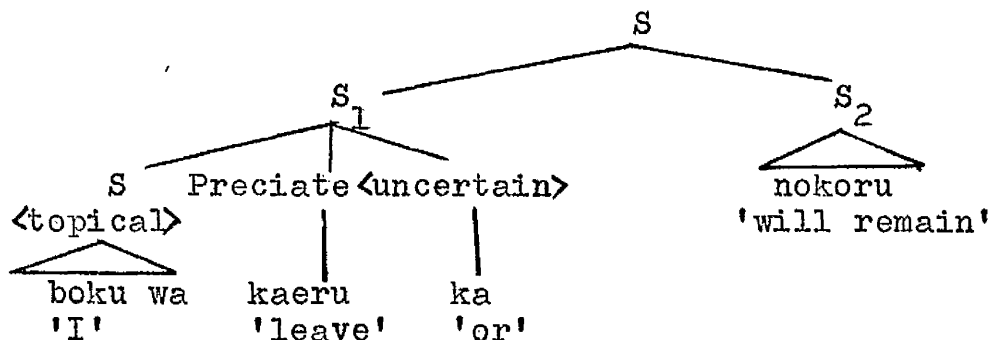 S
S1 S2
S Preciate <uncertain> nokoru
<topical> 'will remain'
boku wa kaeru ka
'I' 'leave' 'or'